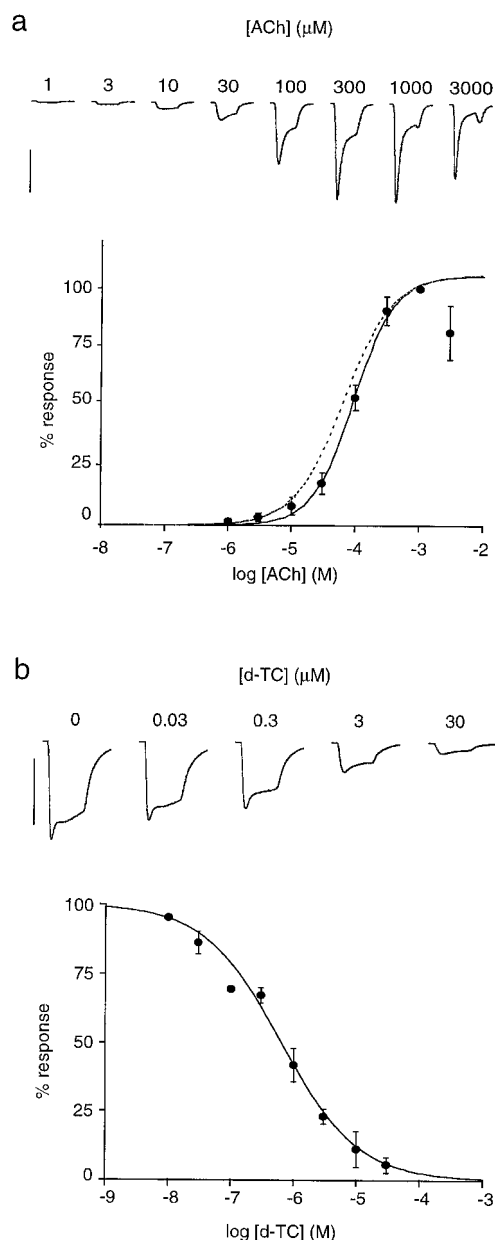 a
[ACh] (μM)
1 3 10 30 100 300 1000 3000
100
75
50
25
0
% response
-8 -7 -6 -5 -4 -3 -2
log [ACh] (M)
b
[d-TC] (μM)
0 0.03 0.3 3 30
100
75
50
25
0
% response
-9 -8 -7 -6 -5 -4 -3
log [d-TC] (M)